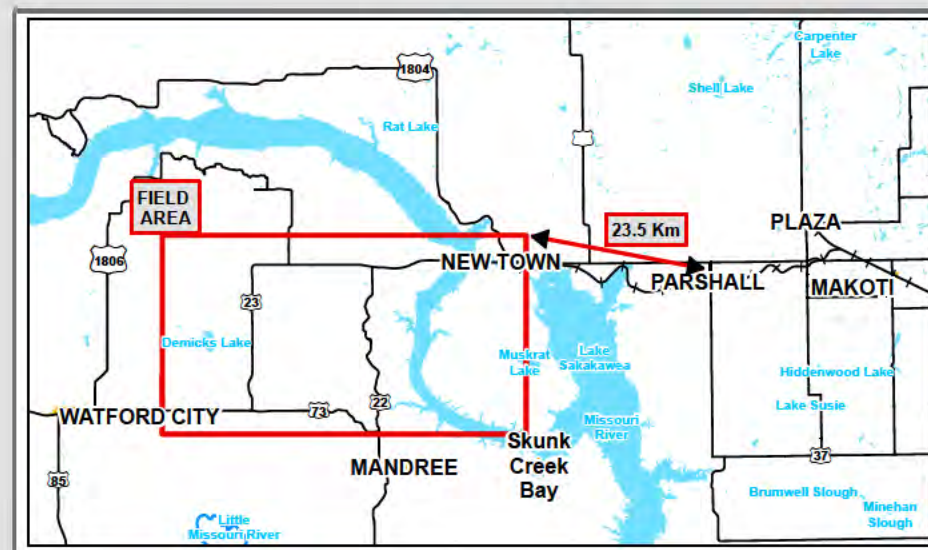 Carpenter
Lake
1804
Shell Lake
Rat Lake
FIELD
AREA
23.5 Km
PLAZA
1806
NEW TOWN
PARSHALL
MAKOTI
23
Demicks Lake
Muskrat
Lake
Lake
Sakakawea
Hiddenwood Lake
22
Lake Susie
WATFORD CITY
73
Missouri
River
Skunk
Creek
Bay
37
MANDREE
85
Brumwell Slough
Minehan
Slough
Little
Missouri River